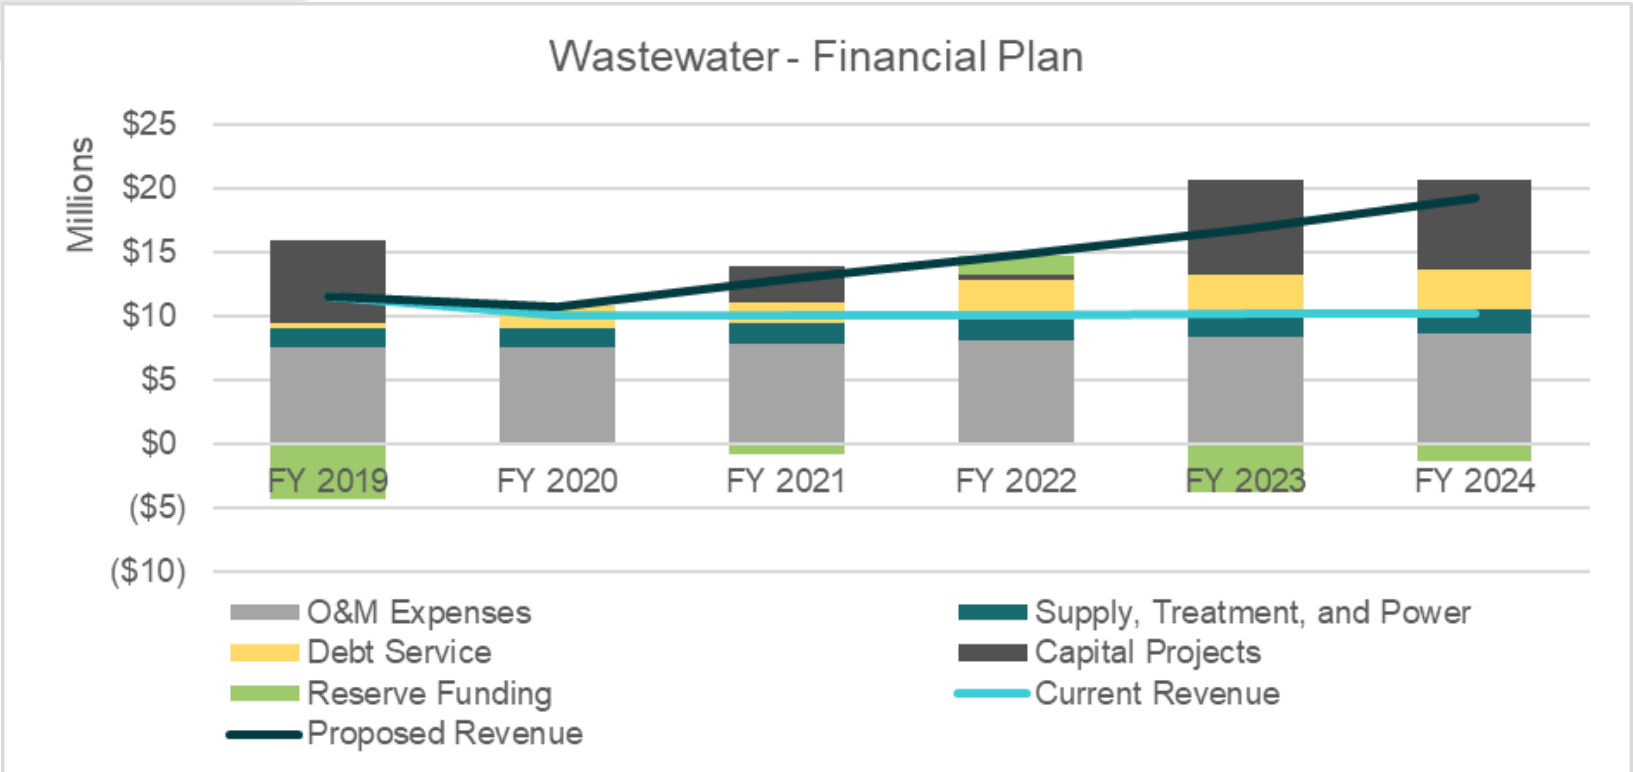 Wastewater - Financial Plan
Millions
$25
$20
$15
$10
$5
$0
($5)
($10)
FY 2019 FY 2020 FY 2021 FY 2022 FY 2023 FY 2024
O&M Expenses
Supply, Treatment, and Power
Debt Service
Capital Projects
Reserve Funding
Current Revenue
Proposed Revenue